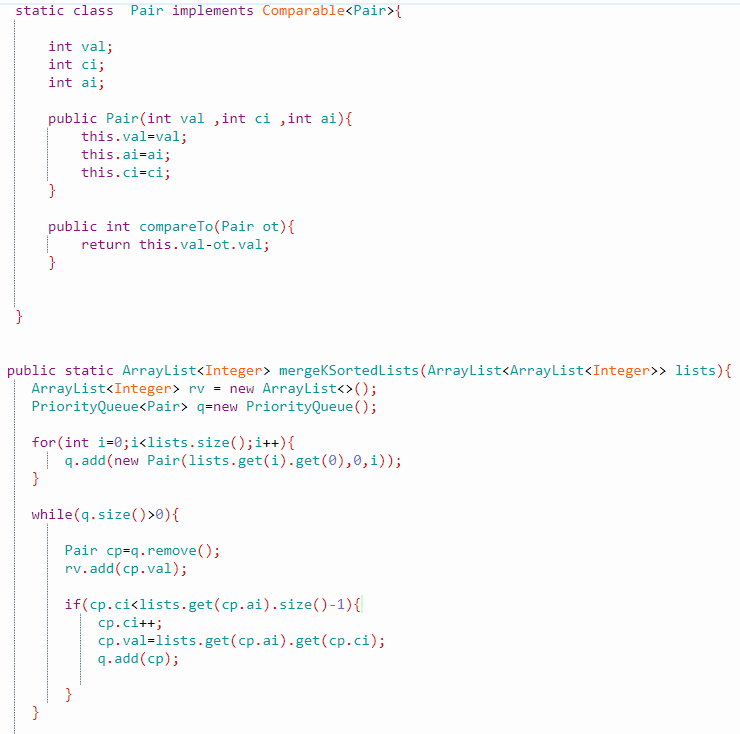 static class  Pair implements Comparable<Pair>{
int val;
int ci;
int ai;
public Pair(int val ,int ci ,int ai){
this.val=val;
this.ai=ai;
this.ci=ci;
}
public int compareTo(Pair ot){
return this.val-ot.val;
}
}
public static ArrayList<Integer> mergeKSortedLists(ArrayList<ArrayList<Integer>> lists){
ArrayList<Integer> rv = new ArrayList<>();
PriorityQueue<Pair> q=new PriorityQueue();
for(int i=0;i<lists.size();i++){
q.add(new Pair(lists.get(i).get(0),0,i));
}
while(q.size()>0){
Pair cp=q.remove();
rv.add(cp.val);
if(cp.ci<lists.get(cp.ai).size()-1){
cp.ci++;
cp.val=lists.get(cp.ai).get(cp.ci);
q.add(cp);
}
}